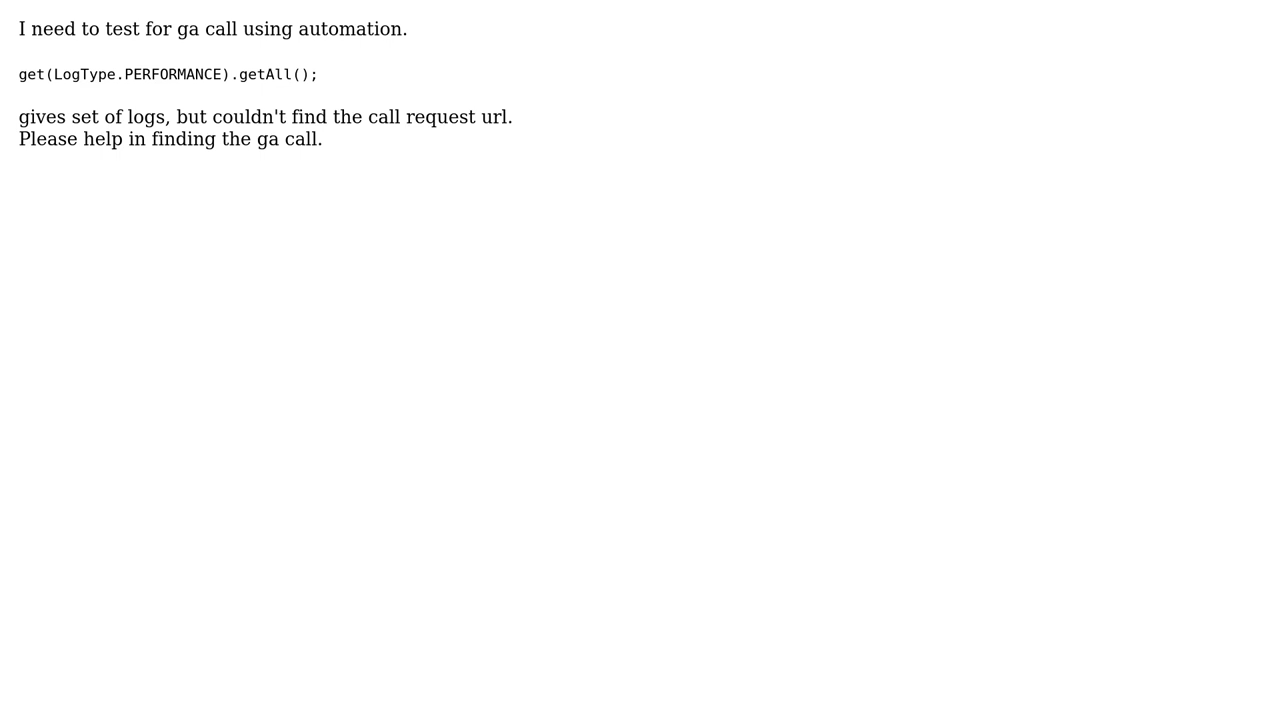 I need to test for ga call using automation.
get(LogType.PERFORMANCE).getAll();
gives set of logs, but couldn't find the call request url.
Please help in finding the ga call.